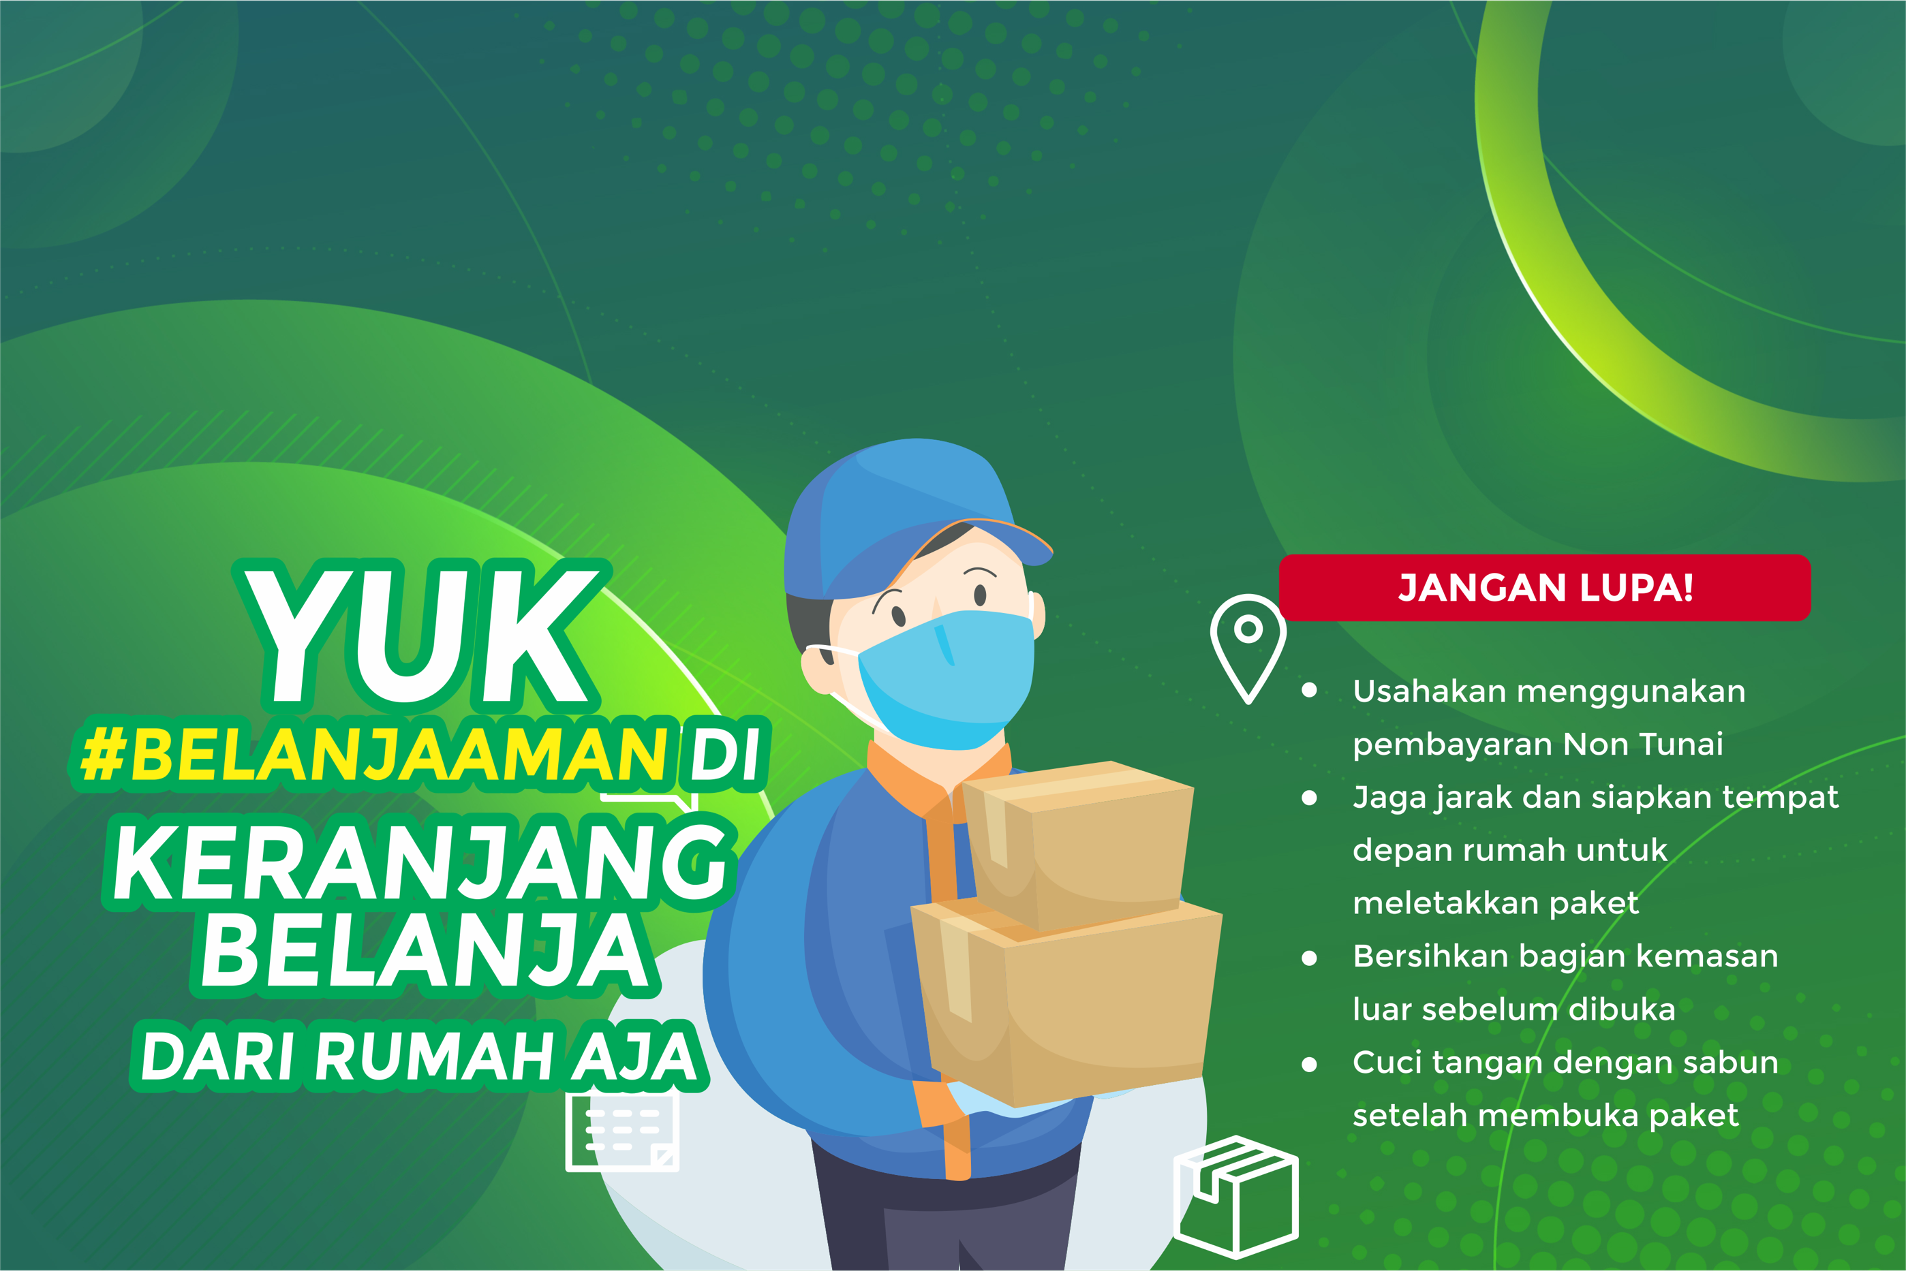 YUK
#BELANJAAMAN DI
KERANJANG
BELANJA
DARI RUMAH AJA
JANGAN LUPA!
• Usahakan menggunakan
pembayaran Non Tunai
• Jaga jarak dan siapkan tempat
depan rumah untuk
meletakkan paket
• Bersihkan bagian kemasan
luar sebelum dibuka
• Cuci tangan dengan sabun
setelah membuka paket